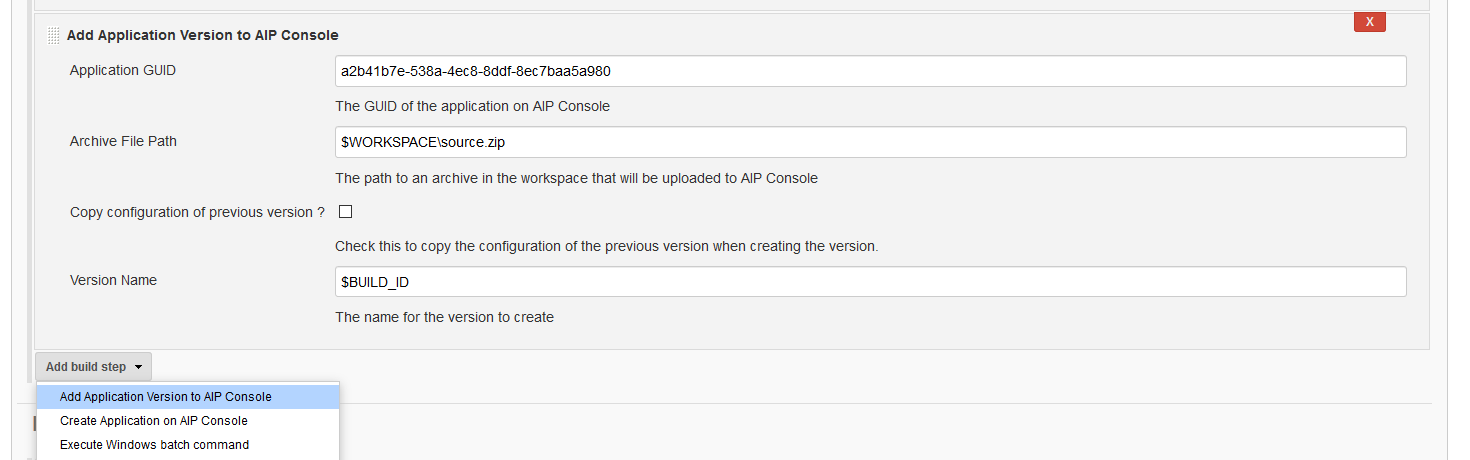 Add Application Version to AIP Console
X
Application GUID
a2b41b7e-538a-4ec8-8ddf-8ec7baa5a980
The GUID of the application on AIP Console
Archive File Path
$WORKSPACE\source.zip
The path to an archive in the workspace that will be uploaded to AIP Console
Copy configuration of previous version ?
Check this to copy the configuration of the previous version when creating the version.
Version Name
$BUILD_ID
The name for the version to create
Add build step
Add Application Version to AIP Console
Create Application on AIP Console
Execute Windows batch command